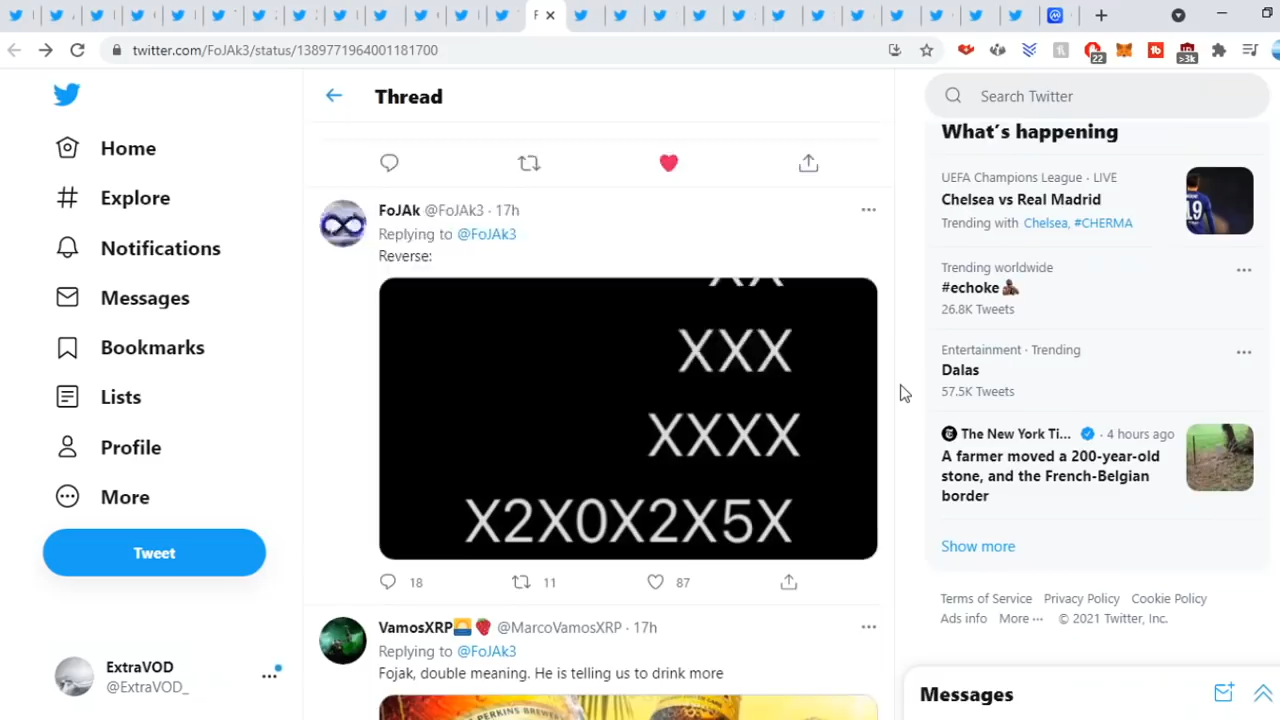 22
>3k
twitter.com/FoJAk3/status/1389771964001181700
Home
Explore
Notifications
Messages
Bookmarks
Lists
Profile
More
Tweet
ExtraVOD
@ExtraVOD_
Thread
FoJAk @FoJAk3 · 17h
Replying to @FoJAk3
Reverse:
XX
XXX
XXXX
X2X0X2X5X
18
11
87
VamosXRP @MarcoVamosXRP · 17h
Replying to @FoJAk3
Fojak, double meaning. He is telling us to drink more
PERKINS
Search Twitter
What's happening
UEFA Champions League · LIVE
Chelsea vs Real Madrid
Trending with Chelsea, #CHERMA
19
Trending worldwide
#echoke
26.8K Tweets
Entertainment · Trending
Dalas
57.5K Tweets
The New York Ti... · 4 hours ago
A farmer moved a 200-year-old
stone, and the French-Belgian
border
Show more
Terms of Service Privacy Policy Cookie Policy
Ads info More ··· © 2021 Twitter, Inc.
Messages